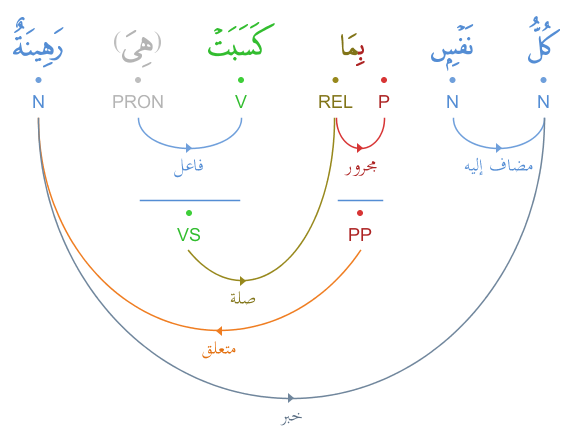 كُلُّ نَفْسٍۭ بِمَا كَسَبَتْ (هِىَ) رَهِينَةٌ
N N P REL V PRON N
مضاف إليه مجرور فاعل
PP VS
صلة
متعلق
خبر